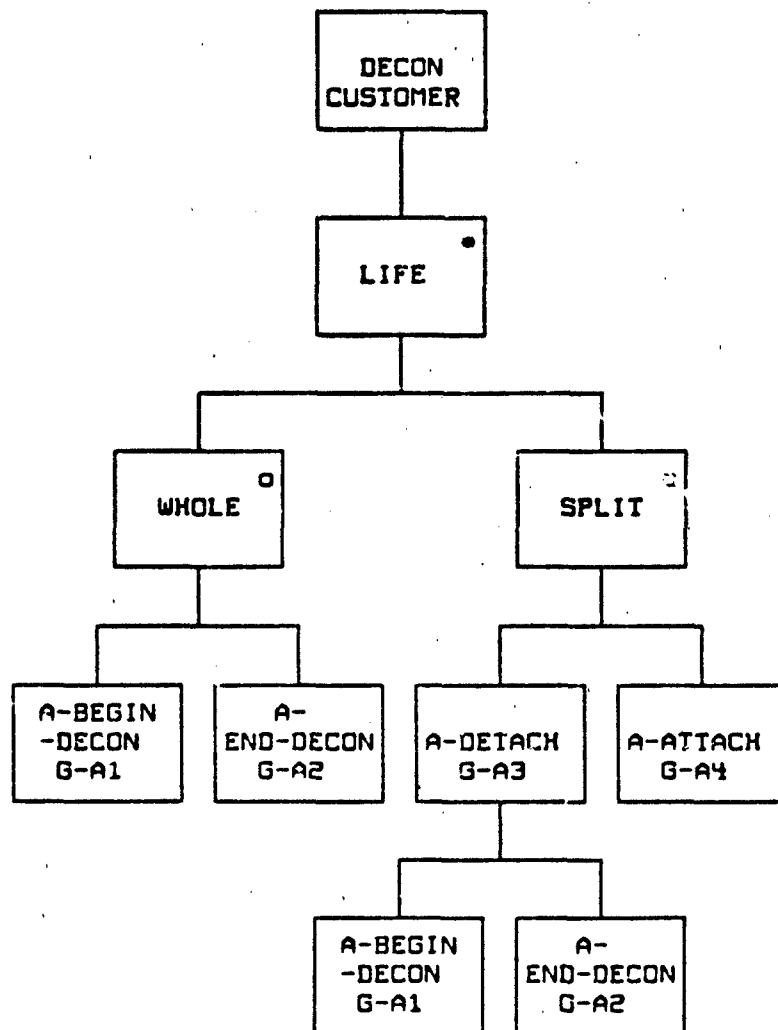 DECON
CUSTOMER
LIFE
WHOLE
SPLIT
A-BEGIN
-DECON
G-A1
A-
END-DECON
G-A2
A-DETACH
G-A3
A-ATTACH
G-A4
A-BEGIN
-DECON
G-A1
A-
END-DECON
G-A2